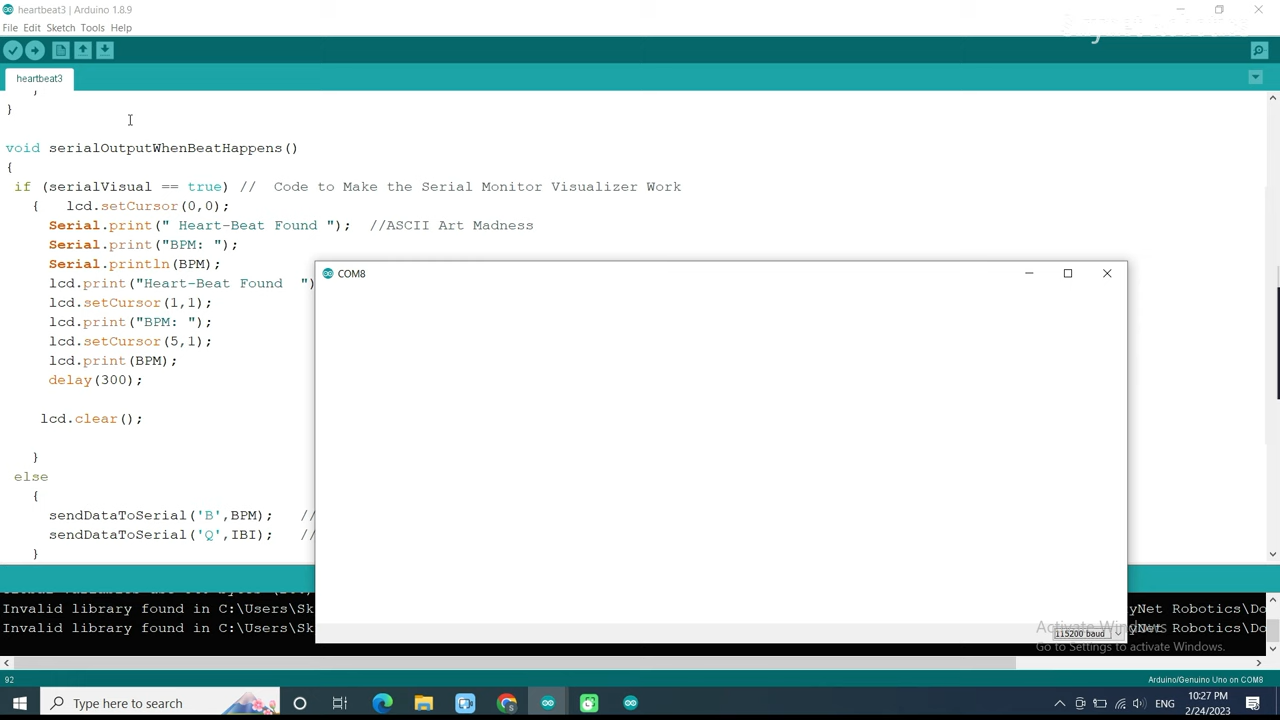 heartbeat3 | Arduino 1.8.9
File Edit Sketch Tools Help
heartbeat3
}
}
void serialOutputWhenBeatHappens()
{
if (serialVisual == true) // Code to Make the Serial Monitor Visualizer Work
{ lcd.setCursor(0,0);
Serial.print(" Heart-Beat Found "); //ASCII Art Madness
Serial.print("BPM: ");
Serial.println(BPM);
lcd.print("Heart-Beat Found ")
lcd.setCursor(1,1);
lcd.print("BPM: ");
lcd.setCursor(5,1);
lcd.print(BPM);
delay(300);
lcd.clear();
}
else
{
sendDataToSerial('B',BPM); //
sendDataToSerial('Q',IBI); //
}
COM8
115200 baud
Invalid library found in C:\Users\Sk
yNet Robotics\Do
Invalid library found in C:\Users\Sk
yNet Robotics\Do
Activate Windows
Go to Settings to activate Windows.
92
Arduino/Genuino Uno on COM8
Type here to search
ENG
10:27 PM
2/24/2023